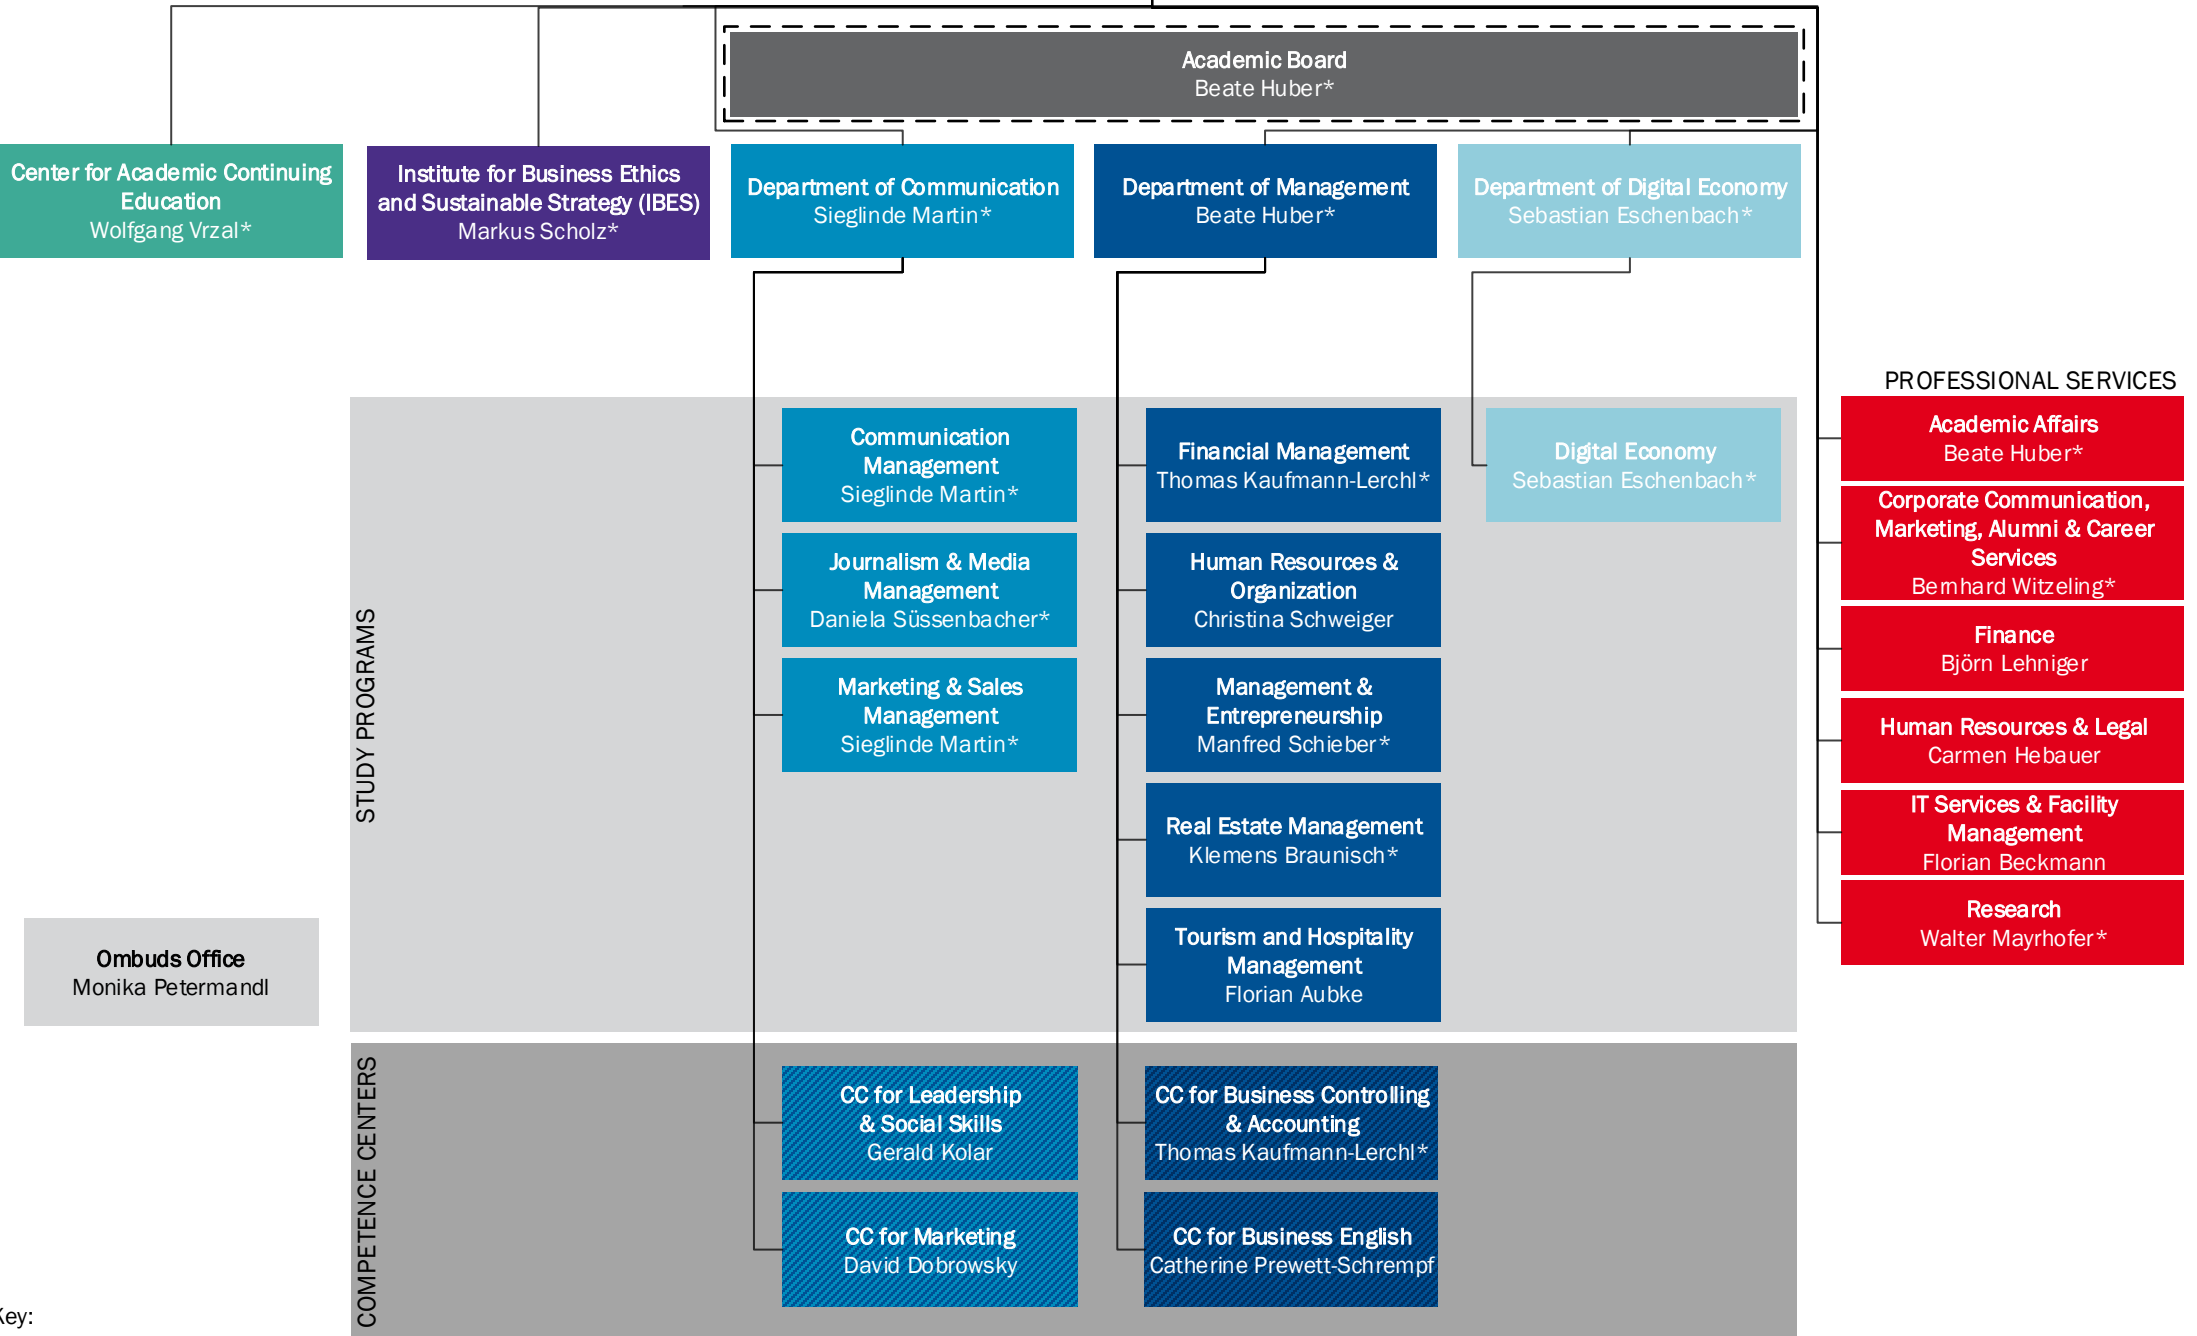 Academic Board
Beate Huber*
Center for Academic Continuing
Education
Wolfgang Vrzal*
Institute for Business Ethics
and Sustainable Strategy (IBES)
Markus Scholz*
Department of Communication
Sieglinde Martin*
Department of Management
Beate Huber*
Department of Digital Economy
Sebastian Eschenbach*
STUDY PROGRAMS
Communication
Management
Sieglinde Martin*
Journalism & Media
Management
Daniela Süssenbacher*
Marketing & Sales
Management
Sieglinde Martin*
Financial Management
Thomas Kaufmann-Lerchl*
Human Resources &
Organization
Christina Schweiger
Management &
Entrepreneurship
Manfred Schieber*
Real Estate Management
Klemens Braunisch*
Tourism and Hospitality
Management
Florian Aubke
Digital Economy
Sebastian Eschenbach*
PROFESSIONAL SERVICES
Academic Affairs
Beate Huber*
Corporate Communication,
Marketing, Alumni & Career
Services
Bernhard Witzeling*
Finance
Björn Lehniger
Human Resources & Legal
Carmen Hebauer
IT Services & Facility
Management
Florian Beckmann
Research
Walter Mayrhofer*
Ombuds Office
Monika Petermandl
COMPETENCE CENTERS
CC for Leadership
& Social Skills
Gerald Kolar
CC for Marketing
David Dobrowsky
CC for Business Controlling
& Accounting
Thomas Kaufmann-Lerchl*
CC for Business English
Catherine Prewett-Schrempf
Key: